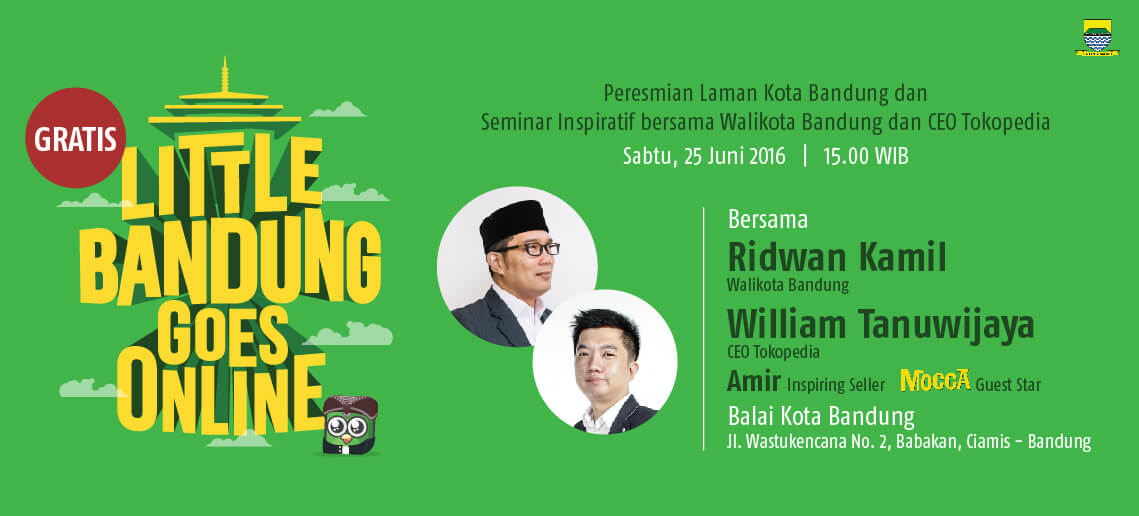 GRATIS
LITTLE
BANDUNG
GOES
ONLINE
Peresmian Laman Kota Bandung dan
Seminar Inspiratif bersama Walikota Bandung dan CEO Tokopedia
Sabtu, 25 Juni 2016 | 15.00 WIB
Bersama
Ridwan Kamil
Walikota Bandung
William Tanuwijaya
CEO Tokopedia
Amir Inspiring Seller MoccA Guest Star
Balai Kota Bandung
Jl. Wastukencana No. 2, Babakan, Ciamis - Bandung